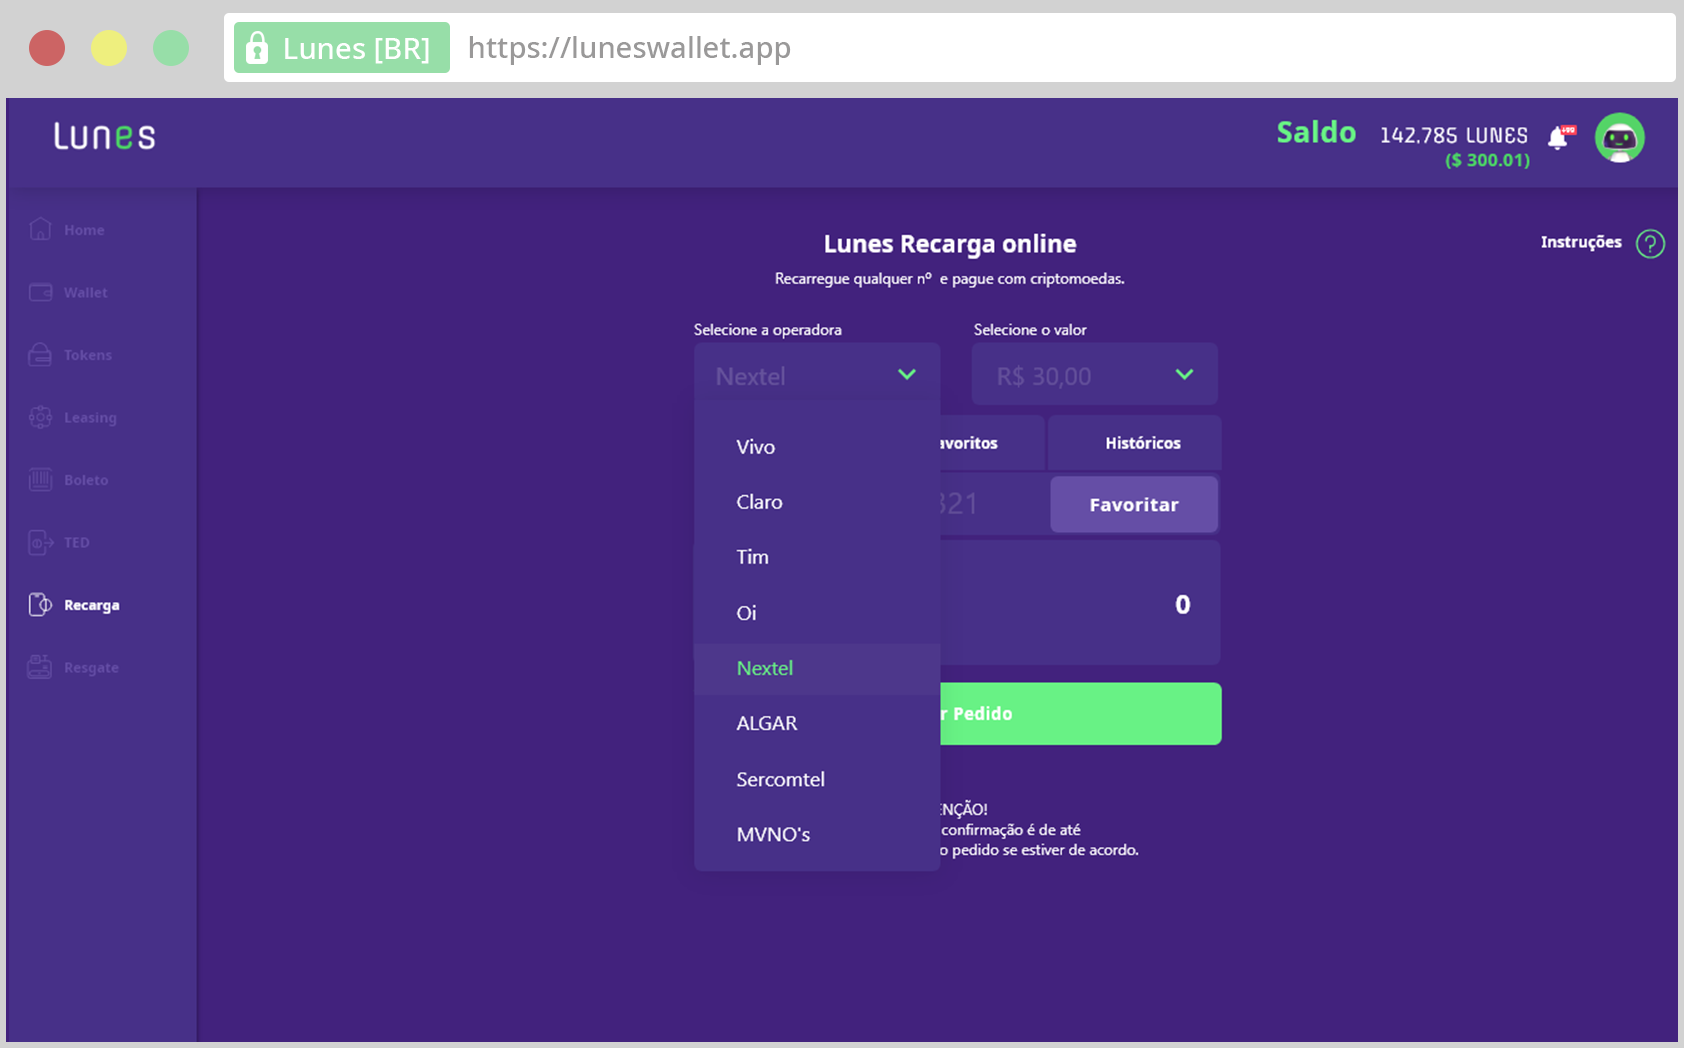 Lunes [BR] https://luneswallet.app
Lunes
Saldo 142,785 LUNES
($ 300.01)
Home
Wallet
Tokens
Leasing
Boleto
TED
Recarga
Resgate
Lunes Recarga online
Instruções
Recarregue qualquer nº e pague com criptomoedas.
Selecione a operadora Selecione o valor
Nextel R$ 30,00
Vivo
Claro
Tim
Oi
Nextel
ALGAR
Sercomtel
MVNO's
avoritos Históricos
321 Favoritar
0
r Pedido
ENÇÃO!
confirmação é de até
o pedido se estiver de acordo.